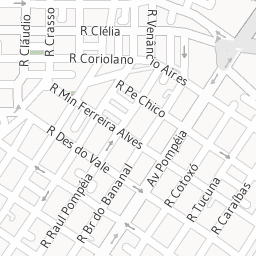 R Cláudio
R Crasso
R Clélia
R Venâncio Aires
R Coriolano
R Pe Chico
R Min Ferreira Alves
R Des do Vale
Av Pompéia
R Cotoxó
R Tucuna
R Caraíbas
R Raul Pompéia
R Br do Bananal